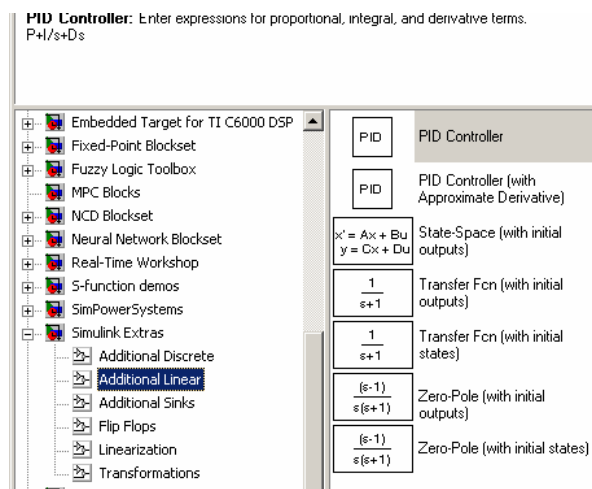 PID Controller: Enter expressions for proportional, integral, and derivative terms.
P+I/s+Ds
Embedded Target for TI C6000 DSP
Fixed-Point Blockset
Fuzzy Logic Toolbox
MPC Blocks
NCD Blockset
Neural Network Blockset
Real-Time Workshop
S-function demos
SimPowerSystems
Simulink Extras
Additional Discrete
Additional Linear
Additional Sinks
Flip Flops
Linearization
Transformations
PID
PID Controller
PID
PID Controller (with
Approximate Derivative)
x' = Ax + Bu
y = Cx + Du
State-Space (with initial
outputs)
1
s+1
Transfer Fcn (with initial
outputs)
1
s+1
Transfer Fcn (with initial
states)
(s-1)
s(s+1)
Zero-Pole (with initial
outputs)
(s-1)
s(s+1)
Zero-Pole (with initial states)